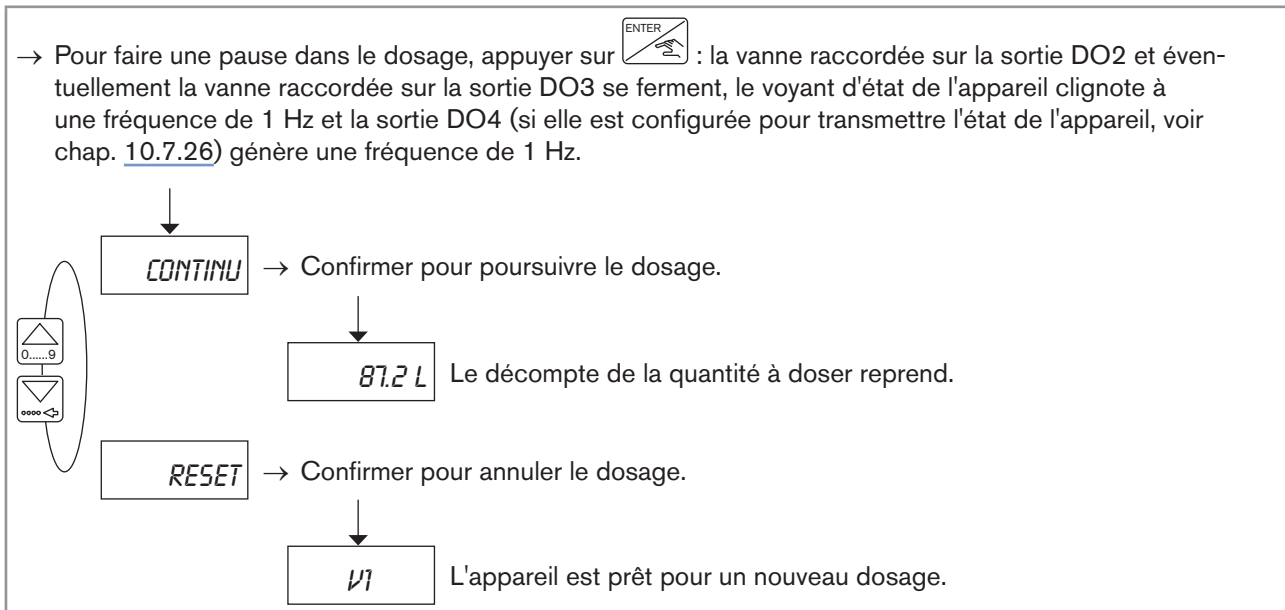 → Pour faire une pause dans le dosage, appuyer sur ENTER : la vanne raccordée sur la sortie DO2 et éven-
tuellement la vanne raccordée sur la sortie DO3 se ferment, le voyant d'état de l'appareil clignote à
une fréquence de 1 Hz et la sortie DO4 (si elle est configurée pour transmettre l'état de l'appareil, voir
chap. 10.7.26) génère une fréquence de 1 Hz.
CONTINU → Confirmer pour poursuivre le dosage.
0......9
87.2 L Le décompte de la quantité à doser reprend.
RESET → Confirmer pour annuler le dosage.
V1 L'appareil est prêt pour un nouveau dosage.